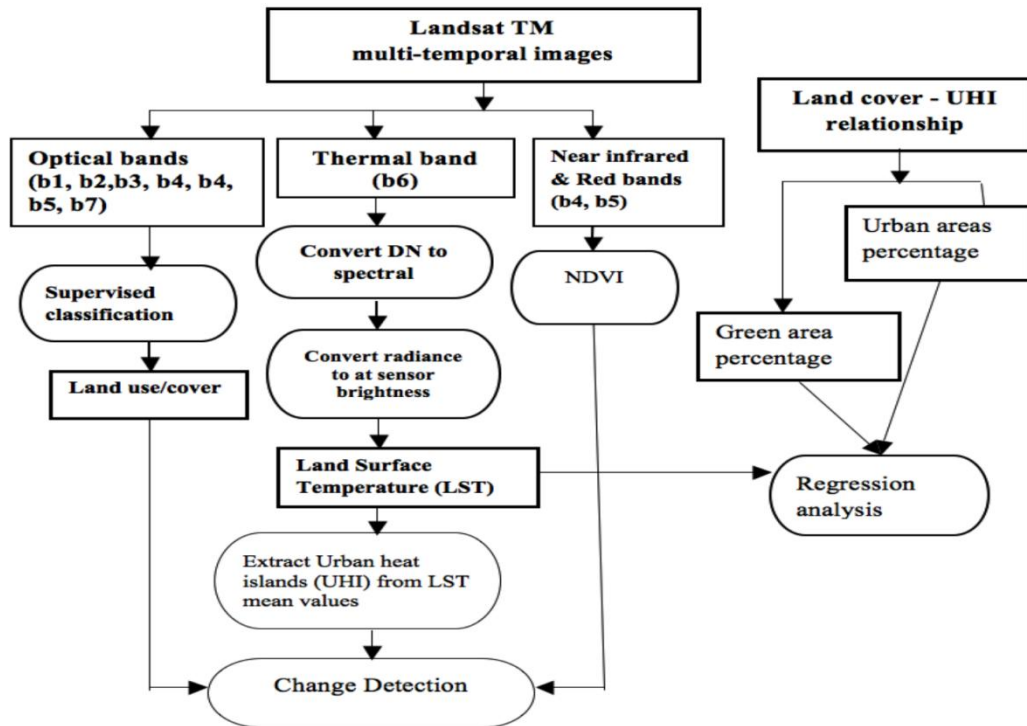 Landsat TM
multi-temporal images
Land cover - UHI
relationship
Optical bands
(b1, b2,b3, b4, b4,
b5, b7)
Thermal band
(b6)
Near infrared
& Red bands
(b4, b5)
Urban areas
percentage
Convert DN to
spectral
NDVI
Supervised
classification
Green area
percentage
Convert radiance
to at sensor
brightness
Land use/cover
Land Surface
Temperature (LST)
Regression
analysis
Extract Urban heat
islands (UHI) from LST
mean values
Change Detection